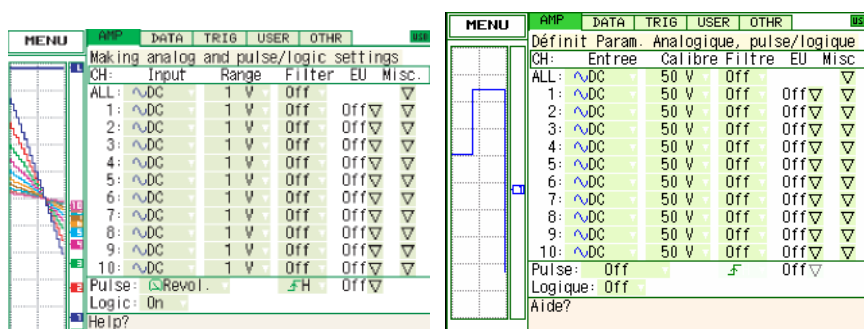 MENU AMP DATA TRIG USER OTHR USB
Making analog and pulse/logic settings
CH: Input Range Filter EU Misc.
ALL: DC 1 V Off
1: DC 1 V Off Off
2: DC 1 V Off Off
3: DC 1 V Off Off
4: DC 1 V Off Off
5: DC 1 V Off Off
6: DC 1 V Off Off
7: DC 1 V Off Off
8: DC 1 V Off Off
9: DC 1 V Off Off
10: DC 1 V Off Off
Pulse: Revol. H Off
Logic: On
Help?
MENU AMP DATA TRIG USER OTHR
Définit Param. Analogique, pulse/logique
CH: Entree Calibre Filtre EU Misc
ALL: DC 50 V Off
1: DC 50 V Off Off
2: DC 50 V Off Off
3: DC 50 V Off Off
4: DC 50 V Off Off
5: DC 50 V Off Off
6: DC 50 V Off Off
7: DC 50 V Off Off
8: DC 50 V Off Off
9: DC 50 V Off Off
10: DC 50 V Off Off
Pulse: Off Off
Logique: Off
Aide?